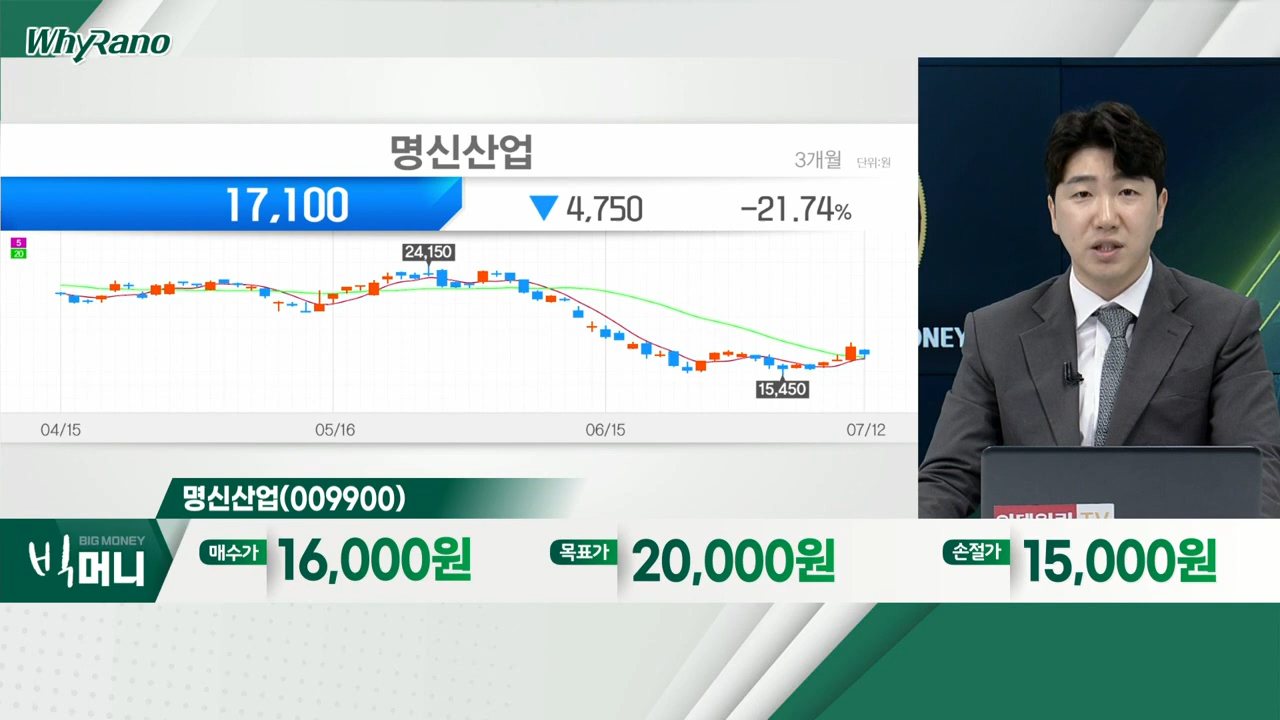 WhyRano
명신산업
3개월 단위:원
17,100 ▼ 4,750 -21.74%
5
20
24,150
15,450
04/15 05/16 06/15 07/12
ONEY
명신산업(009900)
BIG MONEY
빅머니
매수가 16,000원 목표가 20,000원 손절가 15,000원